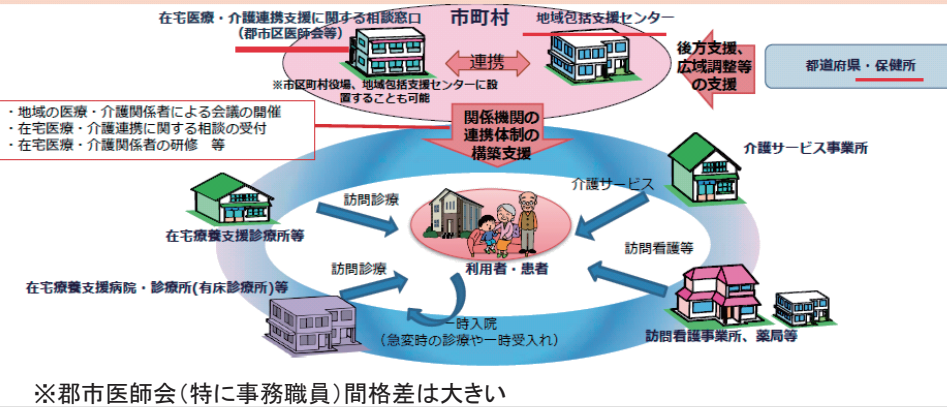 在宅医療・介護連携支援に関する相談窓口
(郡市区医師会等)
市町村
地域包括支援センター
連携
※市区町村役場、地域包括支援センターに設
置することも可能
後方支援、
広域調整等
の支援
都道府県・保健所
・地域の医療・介護関係者による会議の開催
・在宅医療・介護連携に関する相談の受付
・在宅医療・介護関係者の研修 等
関係機関の
連携体制の
構築支援
介護サービス事業所
介護サービス
訪問診療
在宅療養支援診療所等
利用者・患者
訪問看護等
訪問診療
在宅療養支援病院・診療所(有床診療所)等
一時入院
(急変時の診療や一時受入れ)
訪問看護事業所、薬局等
※郡市医師会(特に事務職員)間格差は大きい